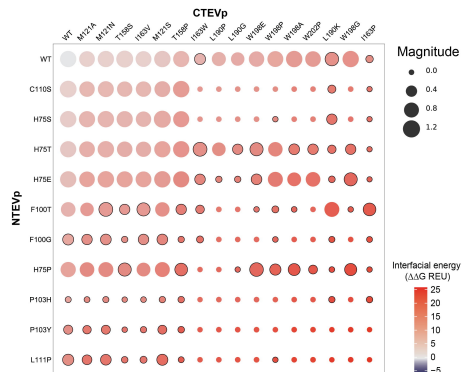 CTEVp
WT M121A M121N T158S I163V M121S T158P I163W L190P L190G W198E W198P W198A W202P L190K W198G I163P
NTEVp
WT
C110S
H75S
H75T
H75E
F100T
F100G
H75P
P103H
P103Y
L111P
Magnitude
0.0
0.4
0.8
1.2
Interfacial energy
(ΔΔG REU)
25
20
15
10
5
0
−5